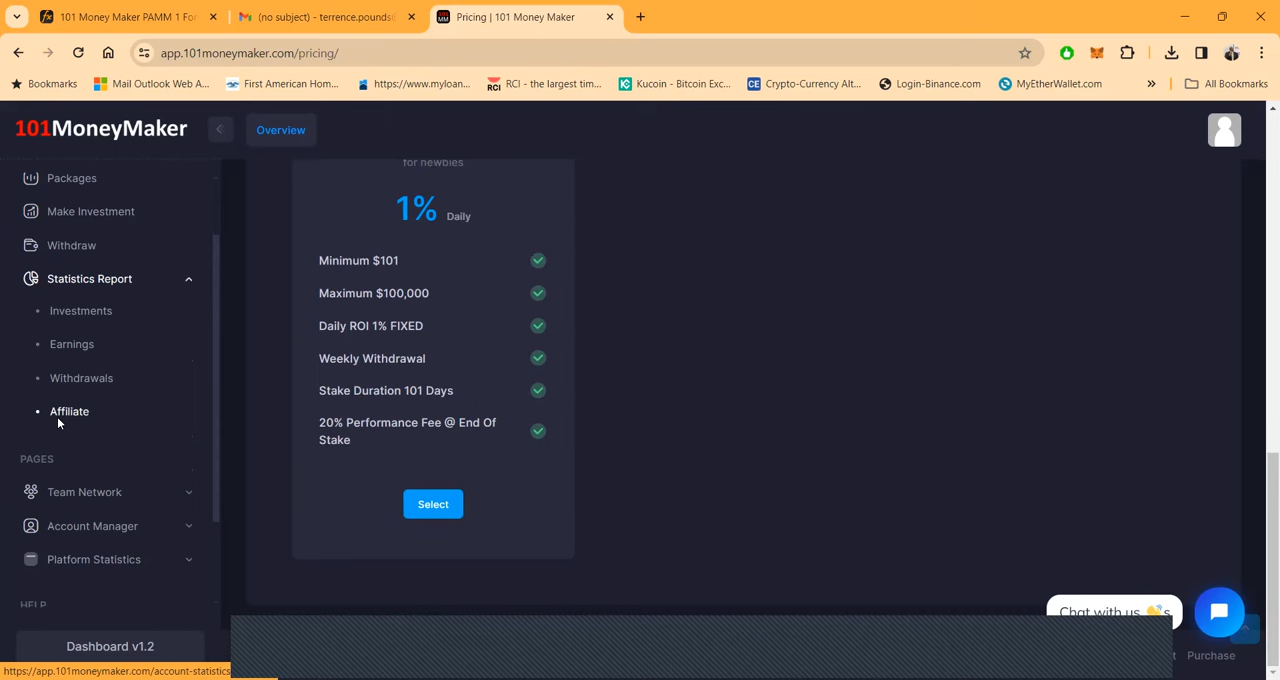 101 Money Maker PAMM 1 For
(no subject) - terrence.pounds
Pricing | 101 Money Maker
app.101moneymaker.com/pricing/
Bookmarks
Mail Outlook Web A...
First American Hom...
https://www.myloan...
RCI - the largest tim...
Kucoin - Bitcoin Exc...
Crypto-Currency Alt...
Login-Binance.com
MyEtherWallet.com
»
All Bookmarks
101MoneyMaker
Overview
Packages
Make Investment
Withdraw
Statistics Report
Investments
Earnings
Withdrawals
Affiliate
PAGES
Team Network
Account Manager
Platform Statistics
HELP
Dashboard v1.2
https://app.101moneymaker.com/account-statistics
for newbies
1% Daily
Minimum $101
Maximum $100,000
Daily ROI 1% FIXED
Weekly Withdrawal
Stake Duration 101 Days
20% Performance Fee @ End Of
Stake
Select
Chat with us 👋
Purchase